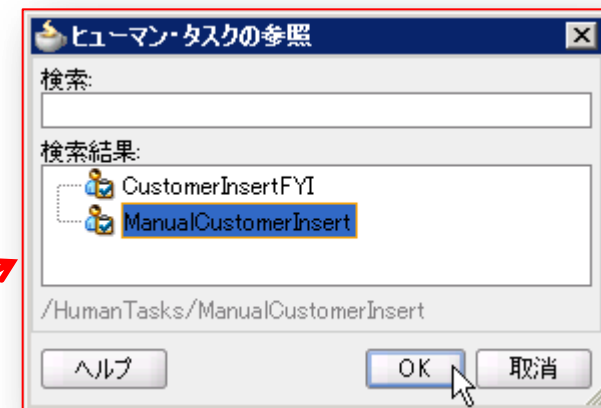 ヒューマン・タスクの参照
検索:
検索結果:
CustomerInsertFYI
ManualCustomerInsert
/HumanTasks/ManualCustomerInsert
ヘルプ OK 取消